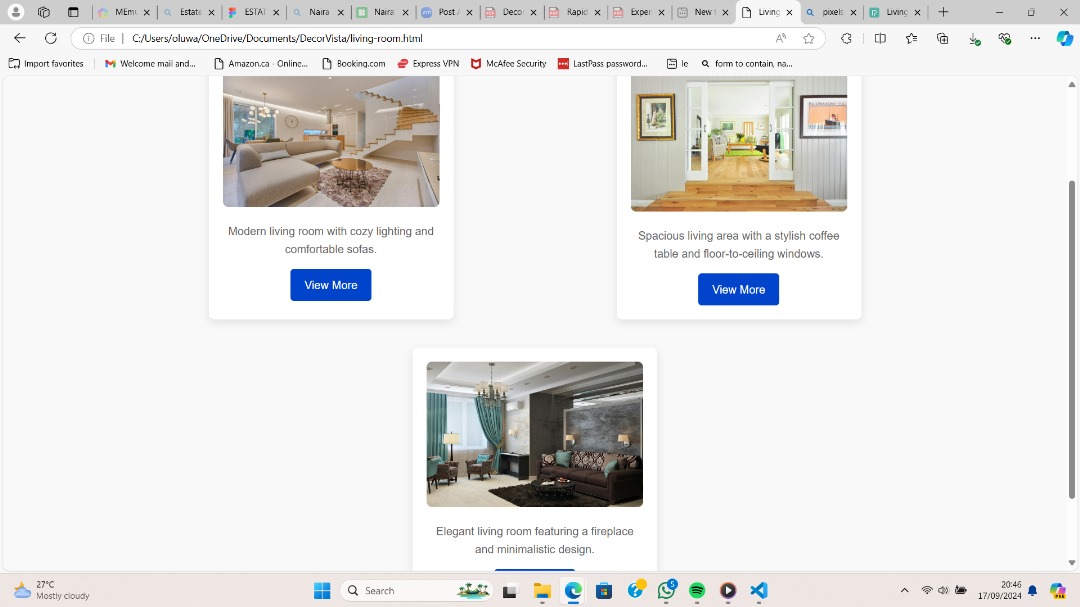 MEm
Estate
ESTAT
Naira
Naira
Post A
Decor
Rapid
Exper
New t
Living
pixels
Living
File
C:/Users/oluwa/OneDrive/Documents/DecorVista/living-room.html
Import favorites
Welcome mail and...
Amazon.ca - Online...
Booking.com
Express VPN
McAfee Security
LastPass password...
le
form to contain, na...
Modern living room with cozy lighting and
comfortable sofas.
View More
Spacious living area with a stylish coffee
table and floor-to-ceiling windows.
View More
Elegant living room featuring a fireplace
and minimalistic design.
27°C
Mostly cloudy
Search
5
20:46
17/09/2024